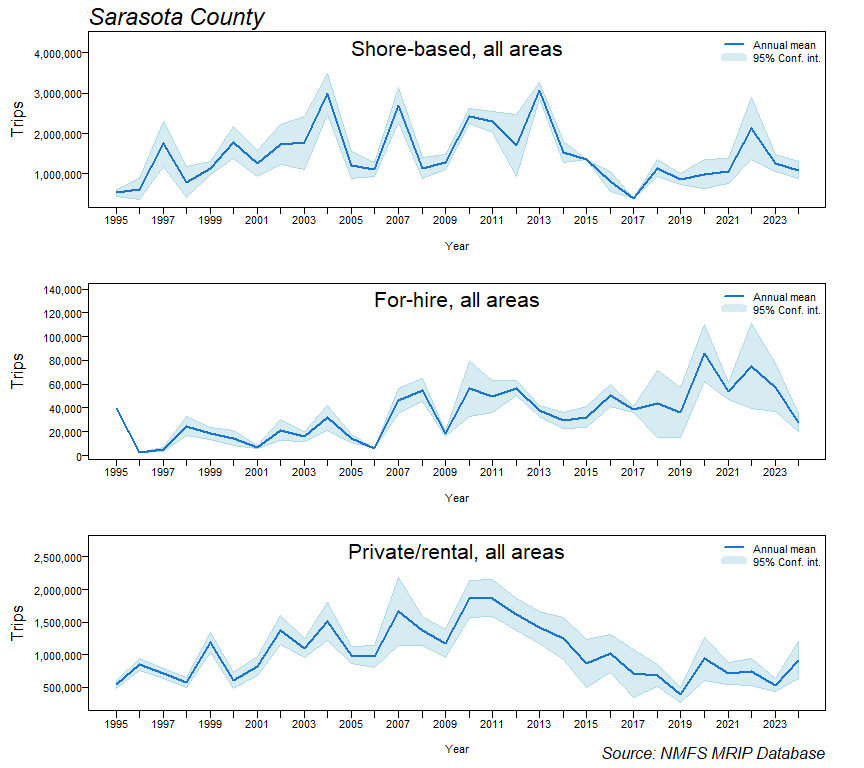 Sarasota County
Shore-based, all areas
Annual mean
95% Conf. int.
Trips
4,000,000
3,000,000
2,000,000
1,000,000
1995 1997 1999 2001 2003 2005 2007 2009 2011 2013 2015 2017 2019 2021 2023
Year
For-hire, all areas
Annual mean
95% Conf. int.
Trips
140,000
120,000
100,000
80,000
60,000
40,000
20,000
0
1995 1997 1999 2001 2003 2005 2007 2009 2011 2013 2015 2017 2019 2021 2023
Year
Private/rental, all areas
Annual mean
95% Conf. int.
Trips
2,500,000
2,000,000
1,500,000
1,000,000
500,000
1995 1997 1999 2001 2003 2005 2007 2009 2011 2013 2015 2017 2019 2021 2023
Year
Source: NMFS MRIP Database